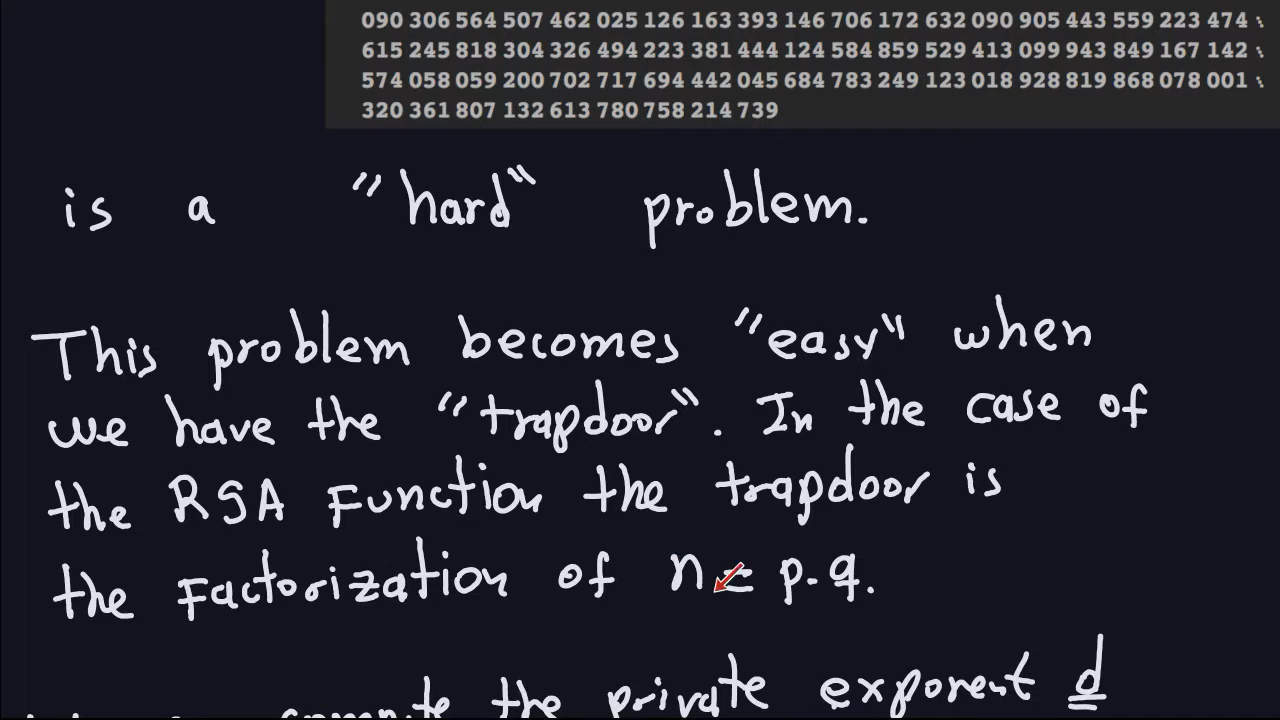 090 306 564 507 462 025 126 163 393 146 706 172 632 090 905 443 559 223 474 \
615 245 818 304 326 494 223 381 444 124 584 859 529 413 099 943 849 167 142 \
574 058 059 200 702 717 694 442 045 684 783 249 123 018 928 819 868 078 001 \
320 361 807 132 613 780 758 214 739
is a "hard" problem.
This problem becomes "easy" when
we have the "trapdoor". In the case of
the RSA Function the trapdoor is
the Factorization of n = p.q.
compute the private exponent d